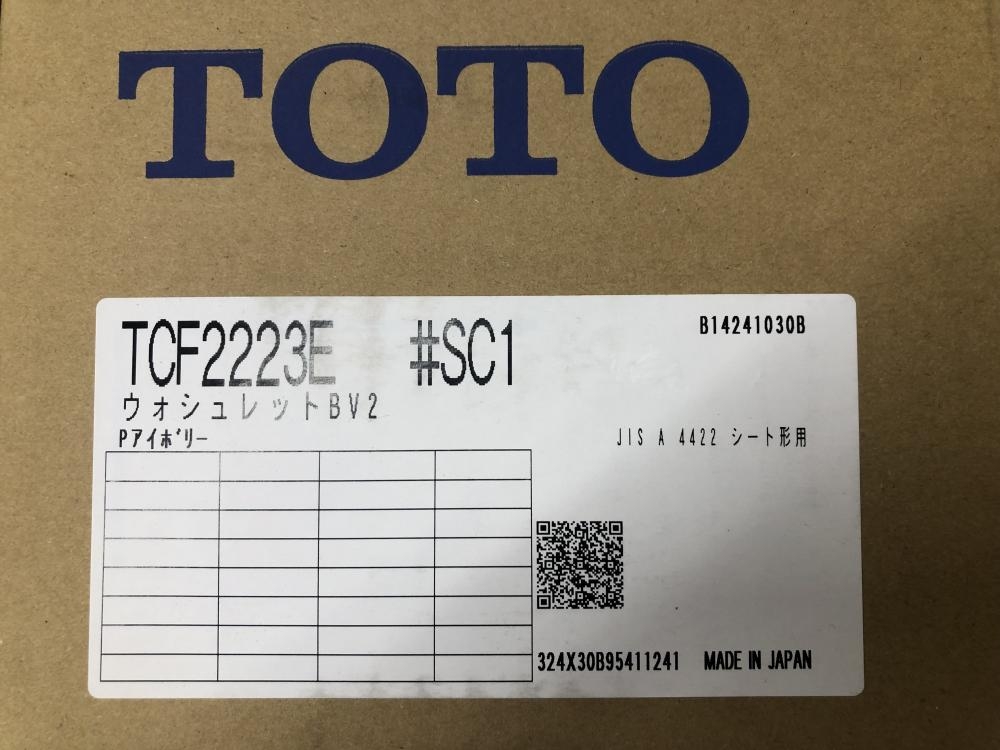 TOTO
TCF2223E #SC1
B14241030B
ウォシュレットBV2
Pアイボリー
JIS A 4422 シート形用
324X30B95411241 MADE IN JAPAN